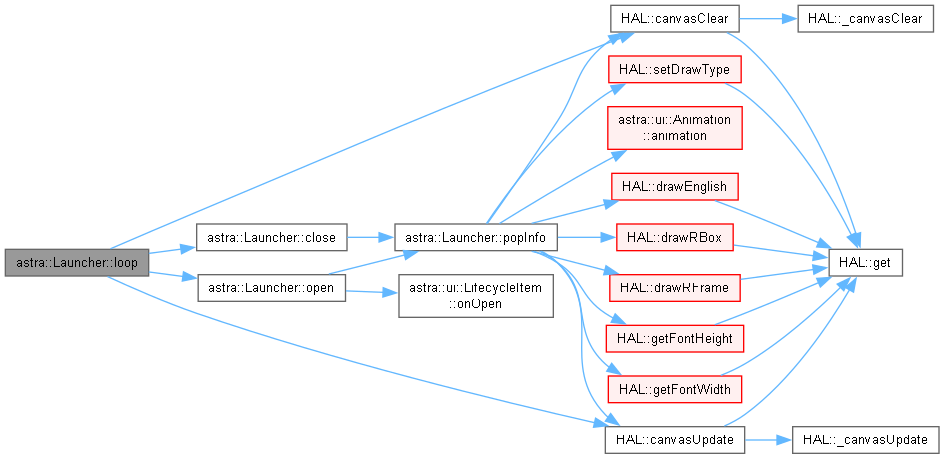 HAL::canvasClear
HAL::_canvasClear
HAL::setDrawType
astra::ui::Animation
::animation
HAL::drawEnglish
astra::Launcher::close
astra::Launcher::popInfo
HAL::drawRBox
astra::Launcher::loop
HAL::get
astra::Launcher::open
astra::ui::LifecycleItem
::onOpen
HAL::drawRFrame
HAL::getFontHeight
HAL::getFontWidth
HAL::canvasUpdate
HAL::_canvasUpdate